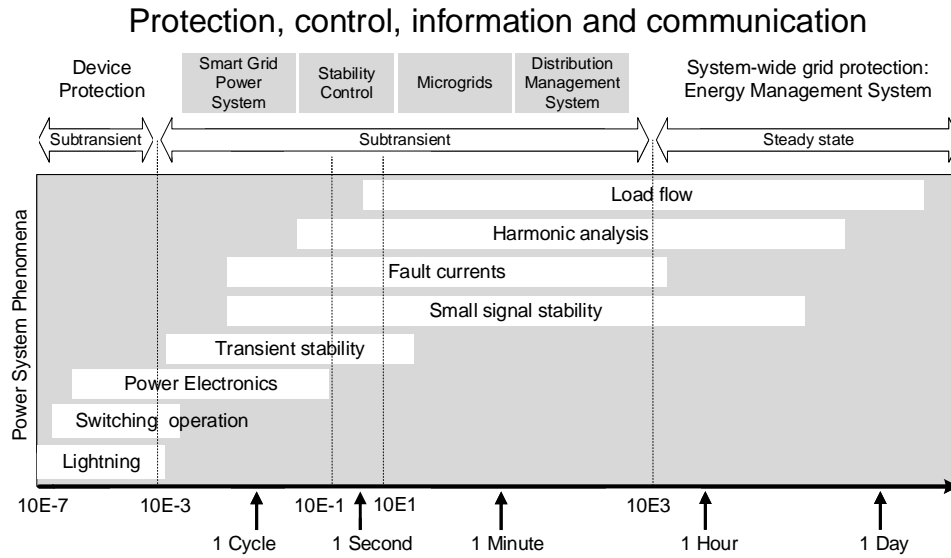 Protection, control, information and communication
Device
Protection
Smart Grid
Power
System
Stability
Control
Microgrids
Distribution
Management
System
System-wide grid protection:
Energy Management System
Subtransient
Subtransient
Steady state
Power System Phenomena
Load flow
Harmonic analysis
Fault currents
Small signal stability
Transient stability
Power Electronics
Switching operation
Lightning
10E-7
10E-3
10E-1
10E1
10E3
1 Cycle
1 Second
1 Minute
1 Hour
1 Day